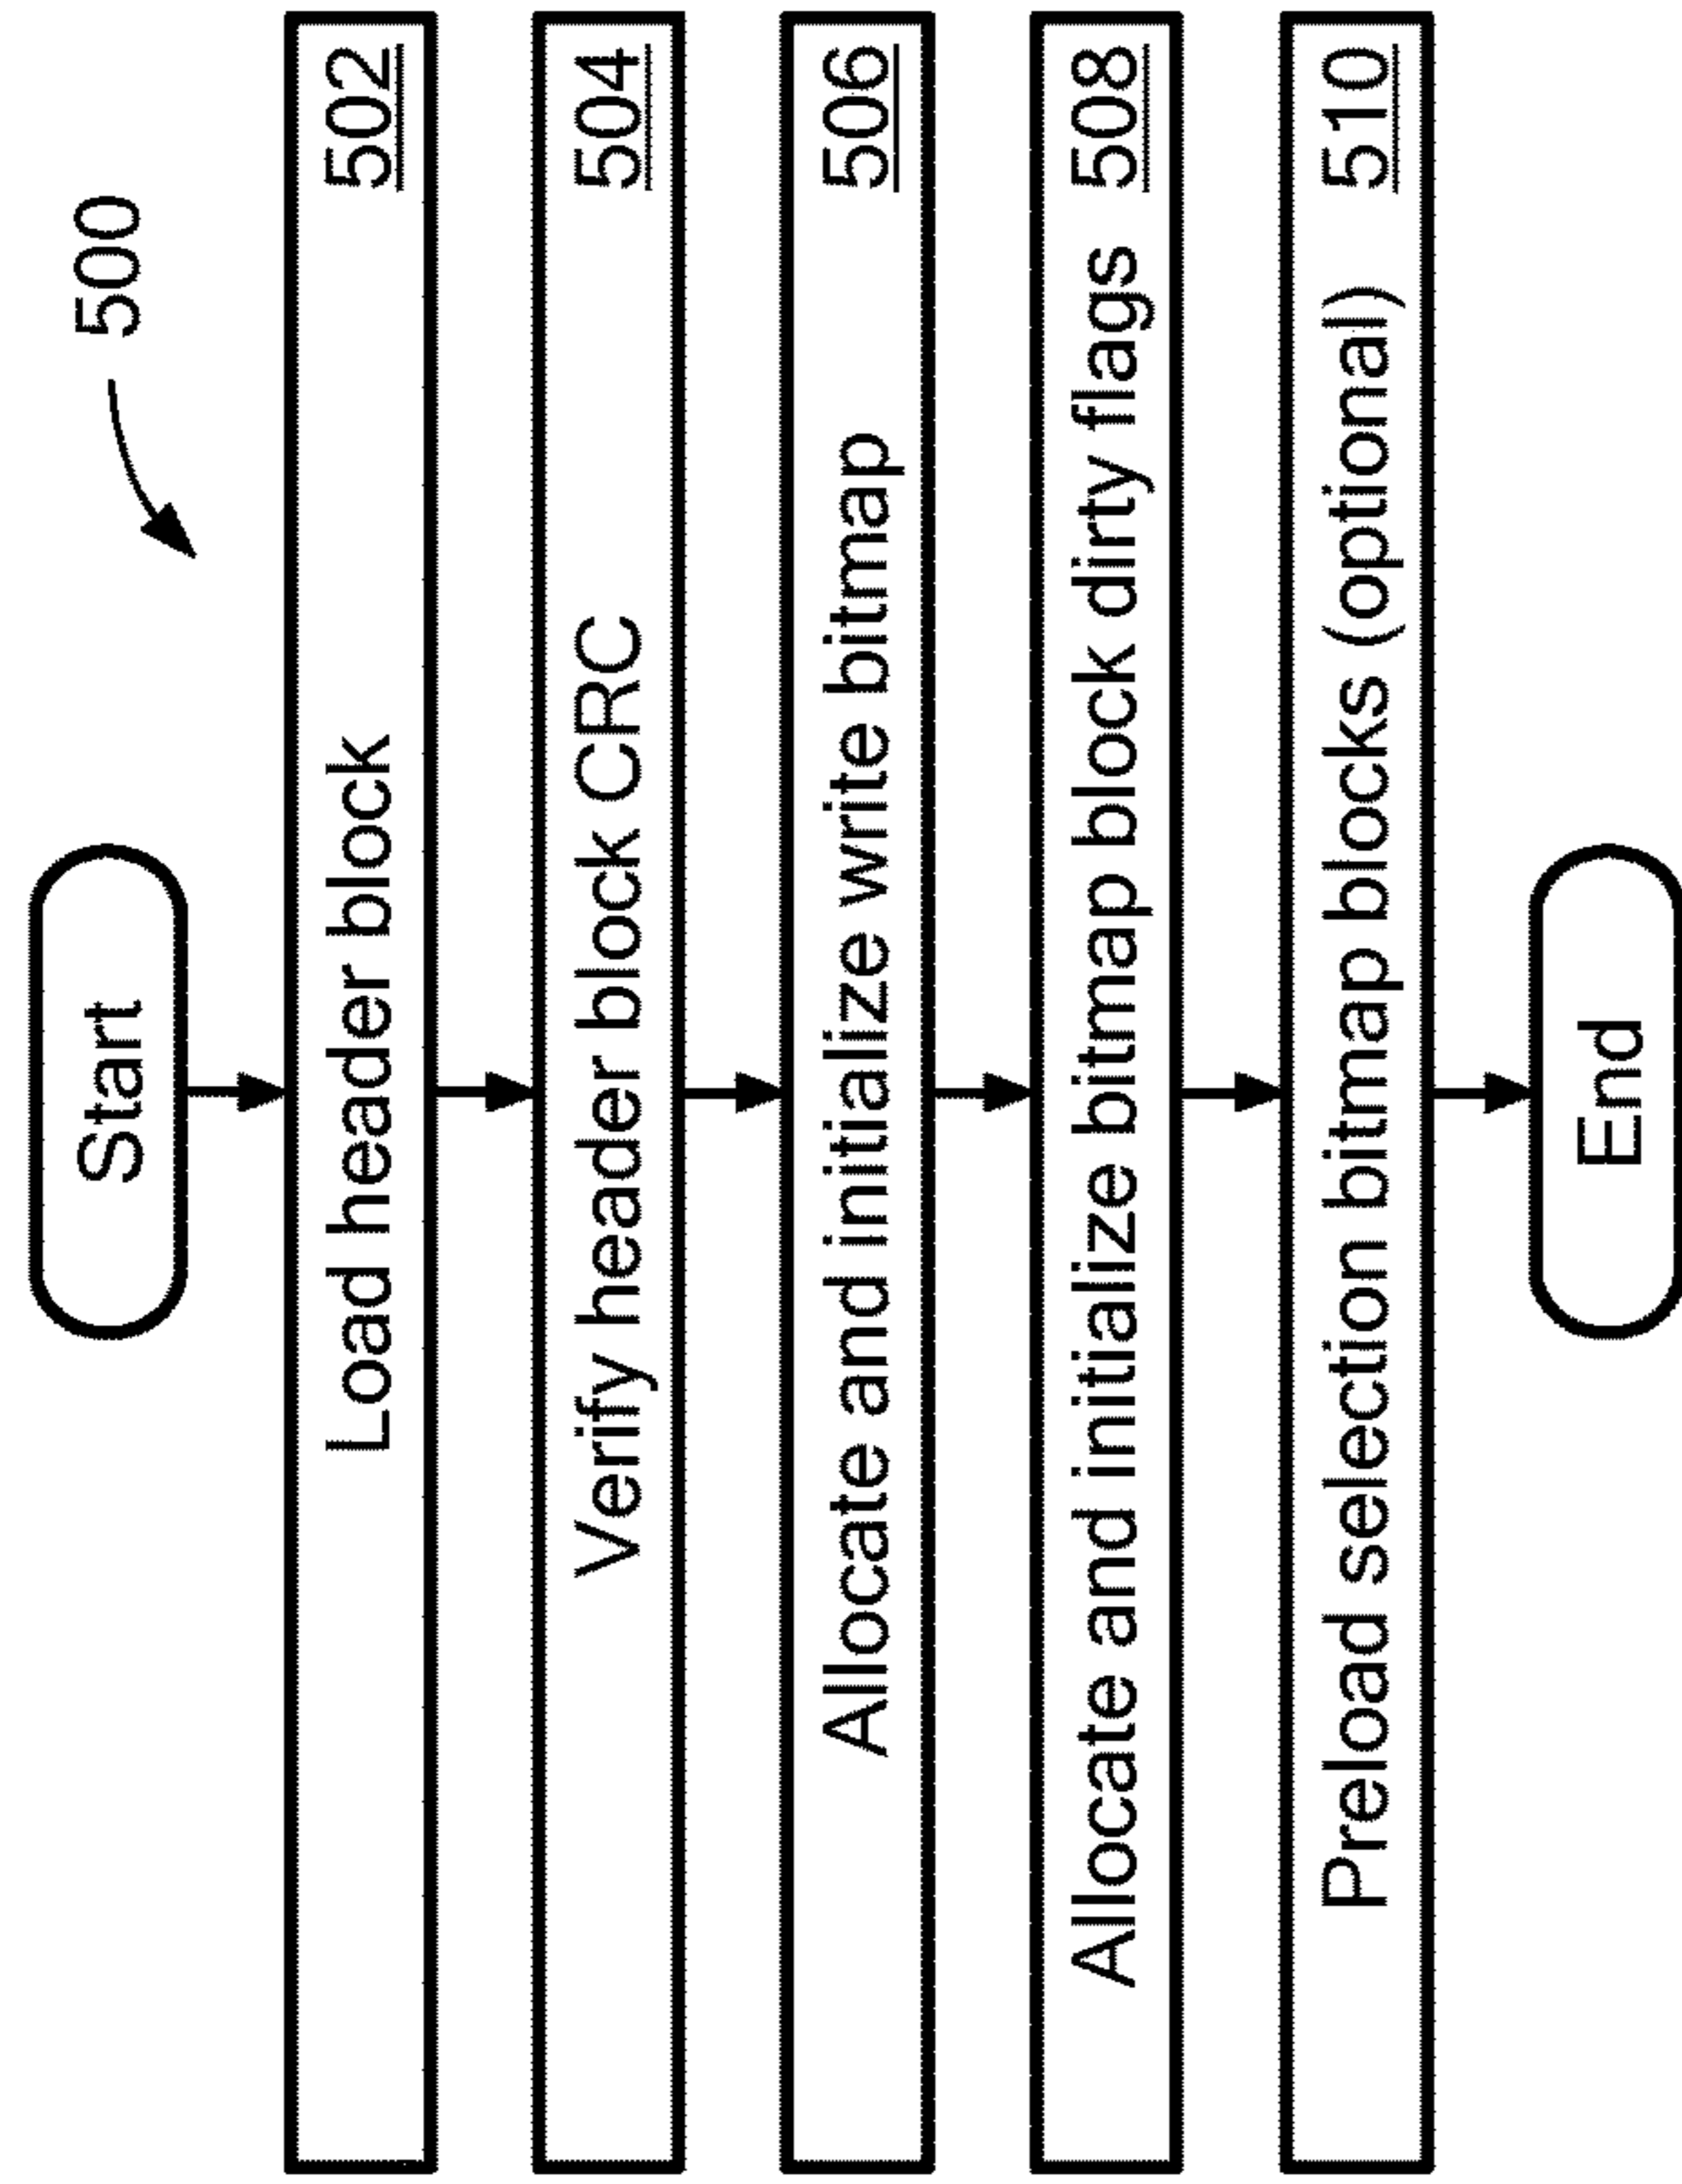 500
Start
Load header block 502
Verify header block CRC 504
Allocate and initialize write bitmap 506
Allocate and initialize bitmap block dirty flags 508
Preload selection bitmap blocks (optional) 510
End